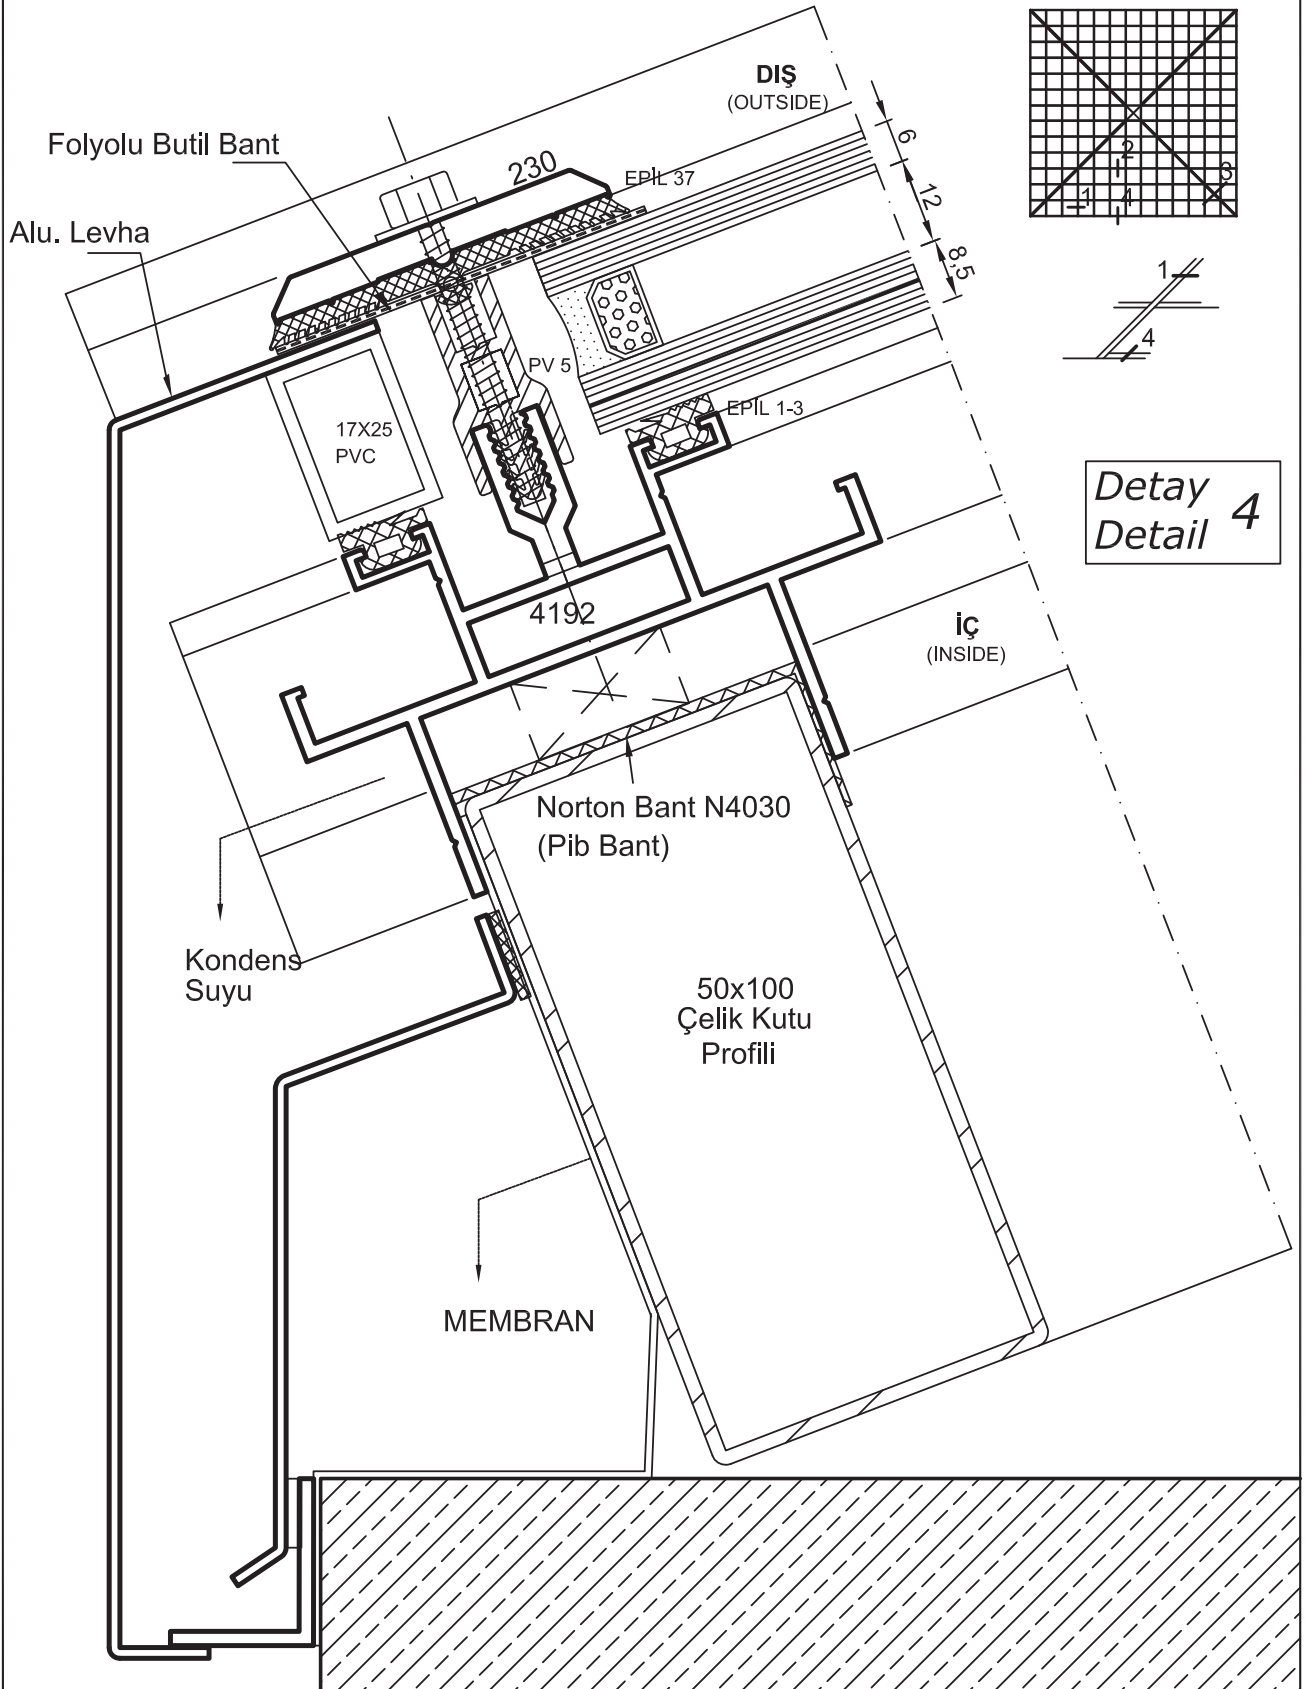 DIŞ
(OUTSIDE)
Folyolu Butil Bant
230
EPİL 37
Alu. Levha
6
12
8,5
2
3
1
4
1
4
PV 5
17X25
PVC
EPİL 1-3
Detay
Detail
4
4192
İÇ
(INSIDE)
Norton Bant N4030
(Pib Bant)
Kondens
Suyu
50x100
Çelik Kutu
Profili
MEMBRAN